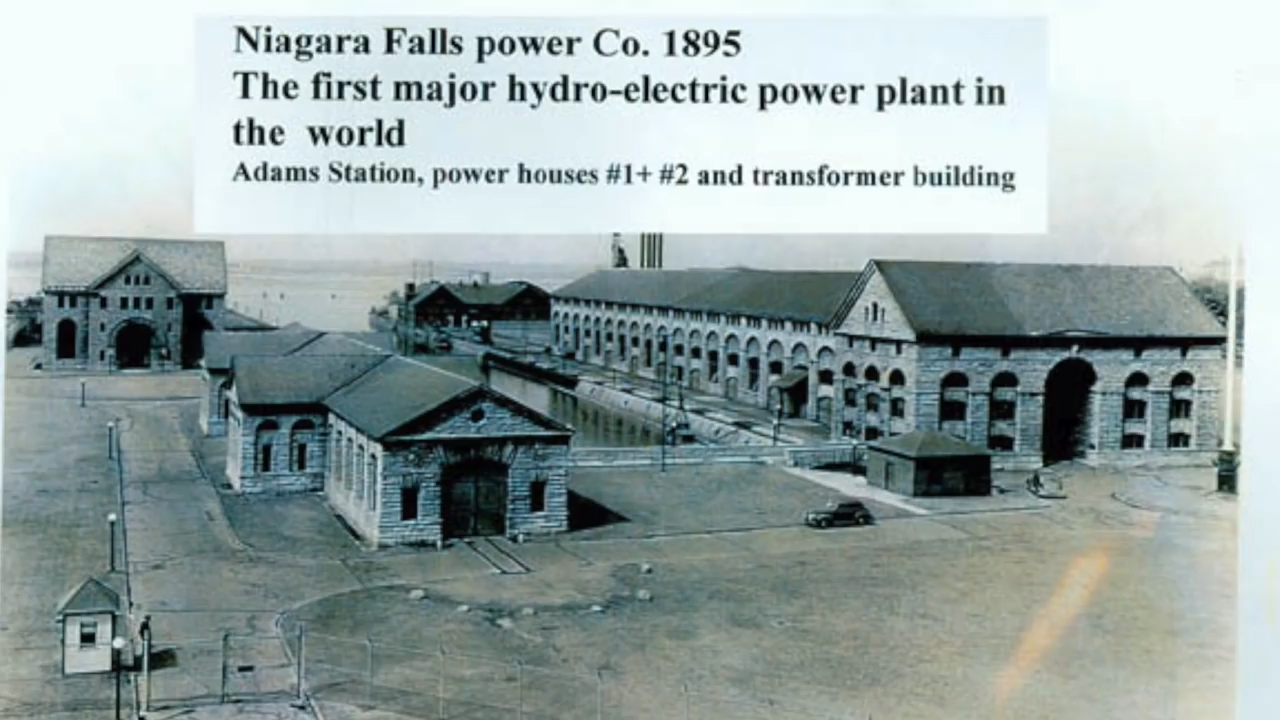 Niagara Falls power Co. 1895
The first major hydro-electric power plant in
the world
Adams Station, power houses #1+ #2 and transformer building